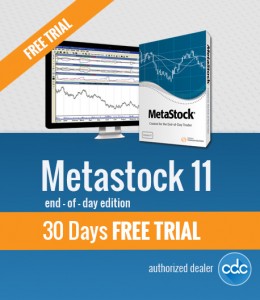 FREE TRIAL
MetaStock
Metastock 11
end - of - day edition
30 Days FREE TRIAL
authorized dealer
cdc